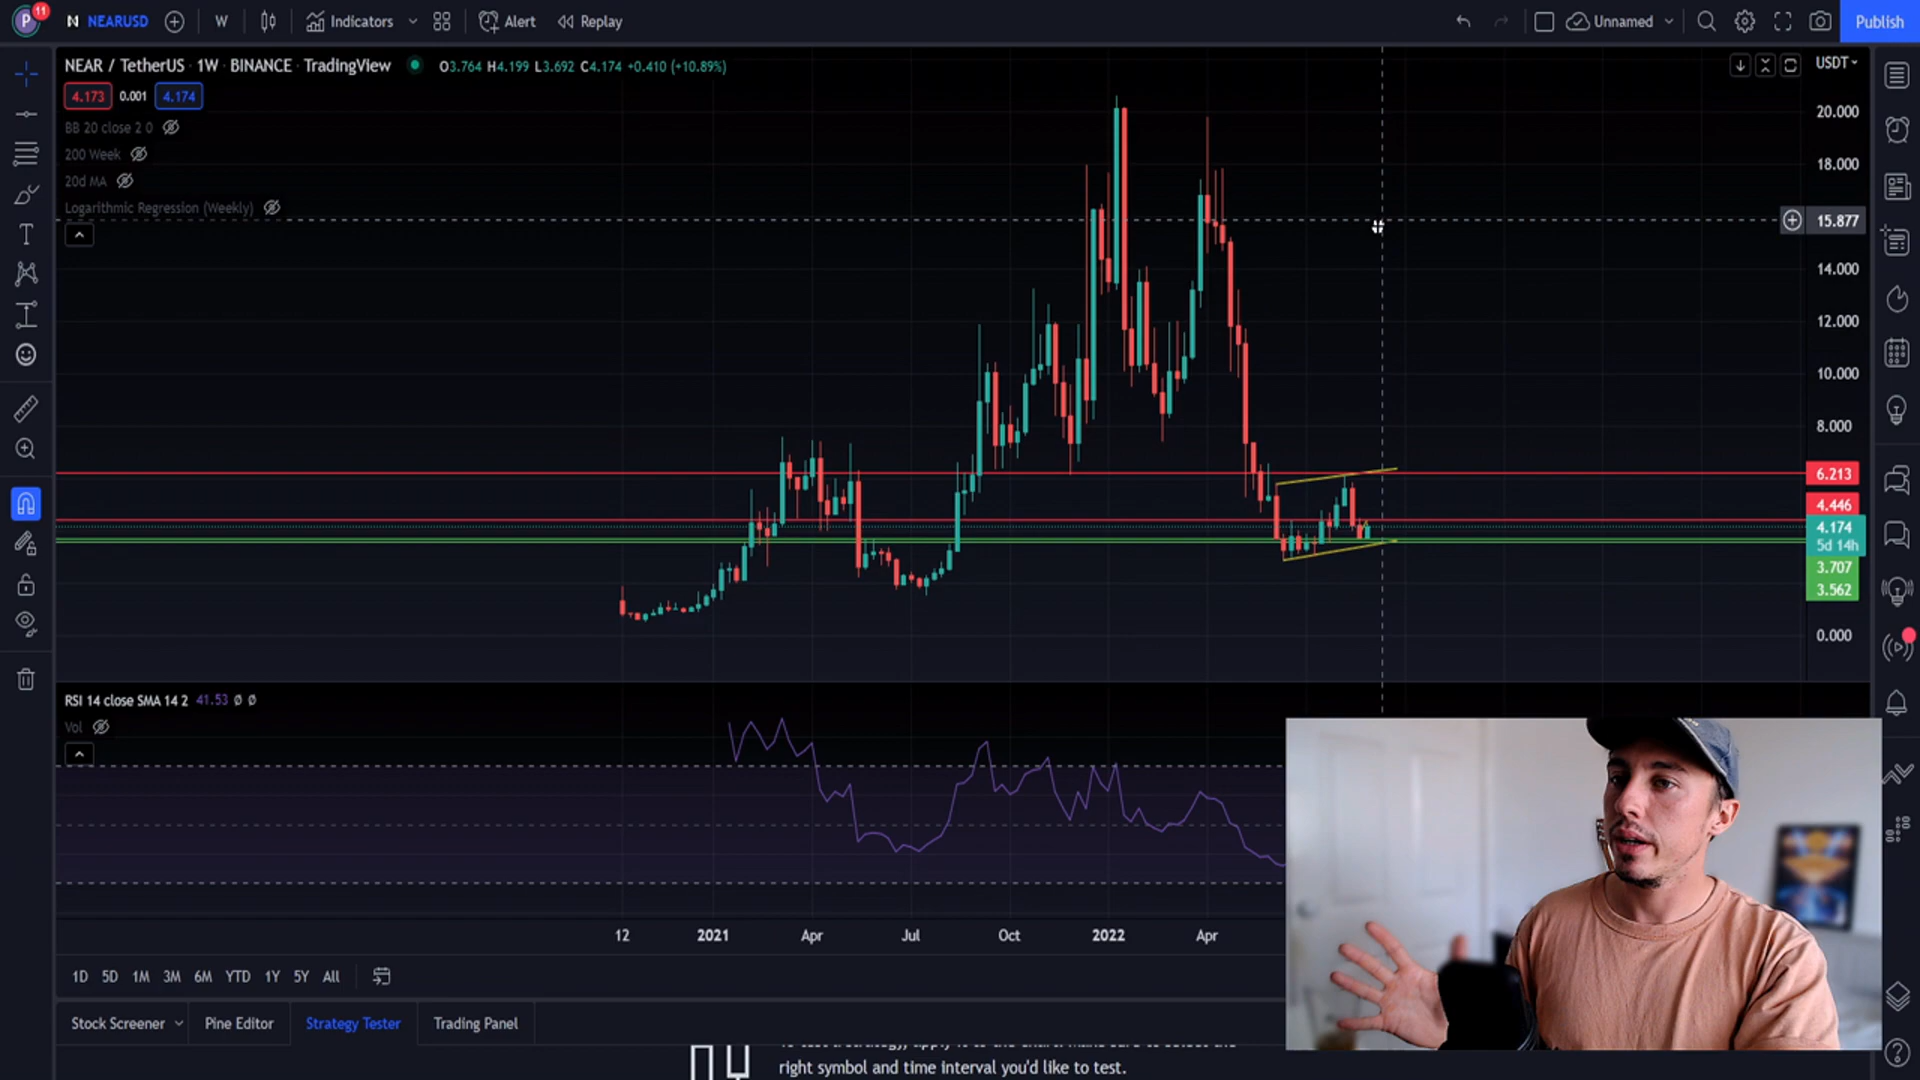 P 11 N NEARUSD W Indicators Alert Replay Unnamed Publish
NEAR / TetherUS · 1W · BINANCE · TradingView O3.764 H4.199 L3.692 C4.174 +0.410 (+10.89%) USDT
4.173 0.001 4.174
BB 20 close 2 0
200 Week
20d MA
Logarithmic Regression (Weekly)
20.000
18.000
15.877
14.000
12.000
10.000
8.000
6.213
4.446
4.174
5d 14h
3.707
3.562
0.000
RSI 14 close SMA 14 2 41.53 Ø Ø
Vol
12 2021 Apr Jul Oct 2022 Apr
1D 5D 1M 3M 6M YTD 1Y 5Y All
Stock Screener Pine Editor Strategy Tester Trading Panel
right symbol and time interval you'd like to test.